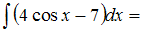 ∫(4 cos x − 7)dx =